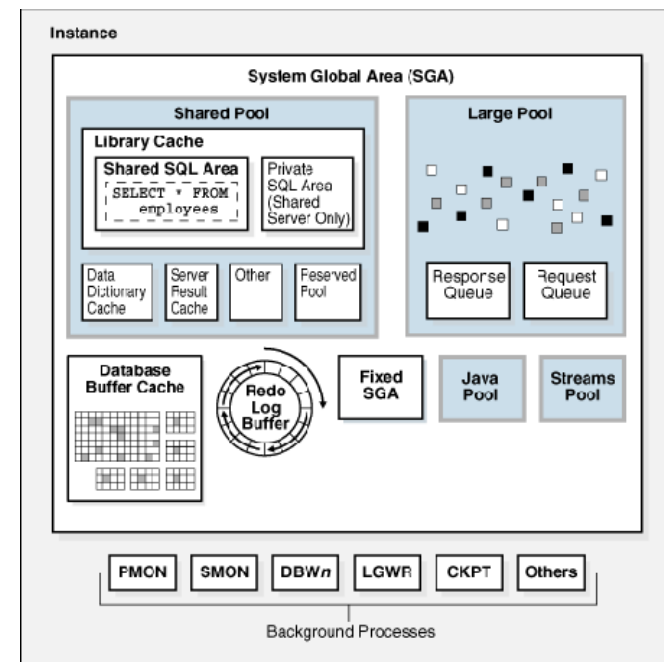 Instance
System Global Area (SGA)
Shared Pool
Library Cache
Shared SQL Area
SELECT * FROM
employees
Private
SQL Area
(Shared
Server Only)
Data
Dictionary
Cache
Server
Result
Cache
Other
Reserved
Pool
Large Pool
Response
Queue
Request
Queue
Database
Buffer Cache
Redo
Log
Buffer
Fixed
SGA
Java
Pool
Streams
Pool
PMON
SMON
DBWn
LGWR
CKPT
Others
Background Processes